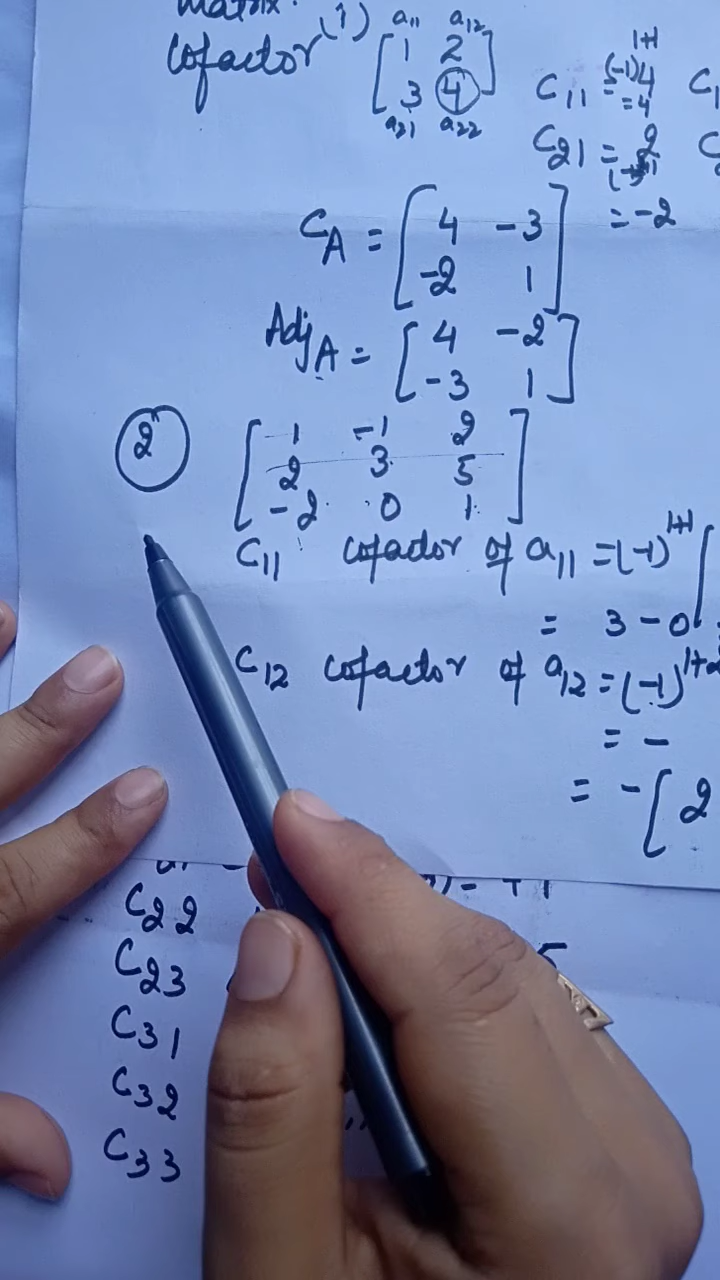 matrix.
Cofactor (1) a11 a12
[1 2
3 4]
a21 a22
C11 = (-1)1+1 4
= 4
C21 = 2
= -2
CA = [4 -3
-2 1]
AdjA = [4 -2
-3 1]
2 [1 -1 2
2 3 5
-2 0 1]
C11 cofactor of a11 = (-1)1+1
= 3-0
C12 cofactor of a12 = (-1)1+2
= -
= -[2
C22
C23
C31
C32
C33